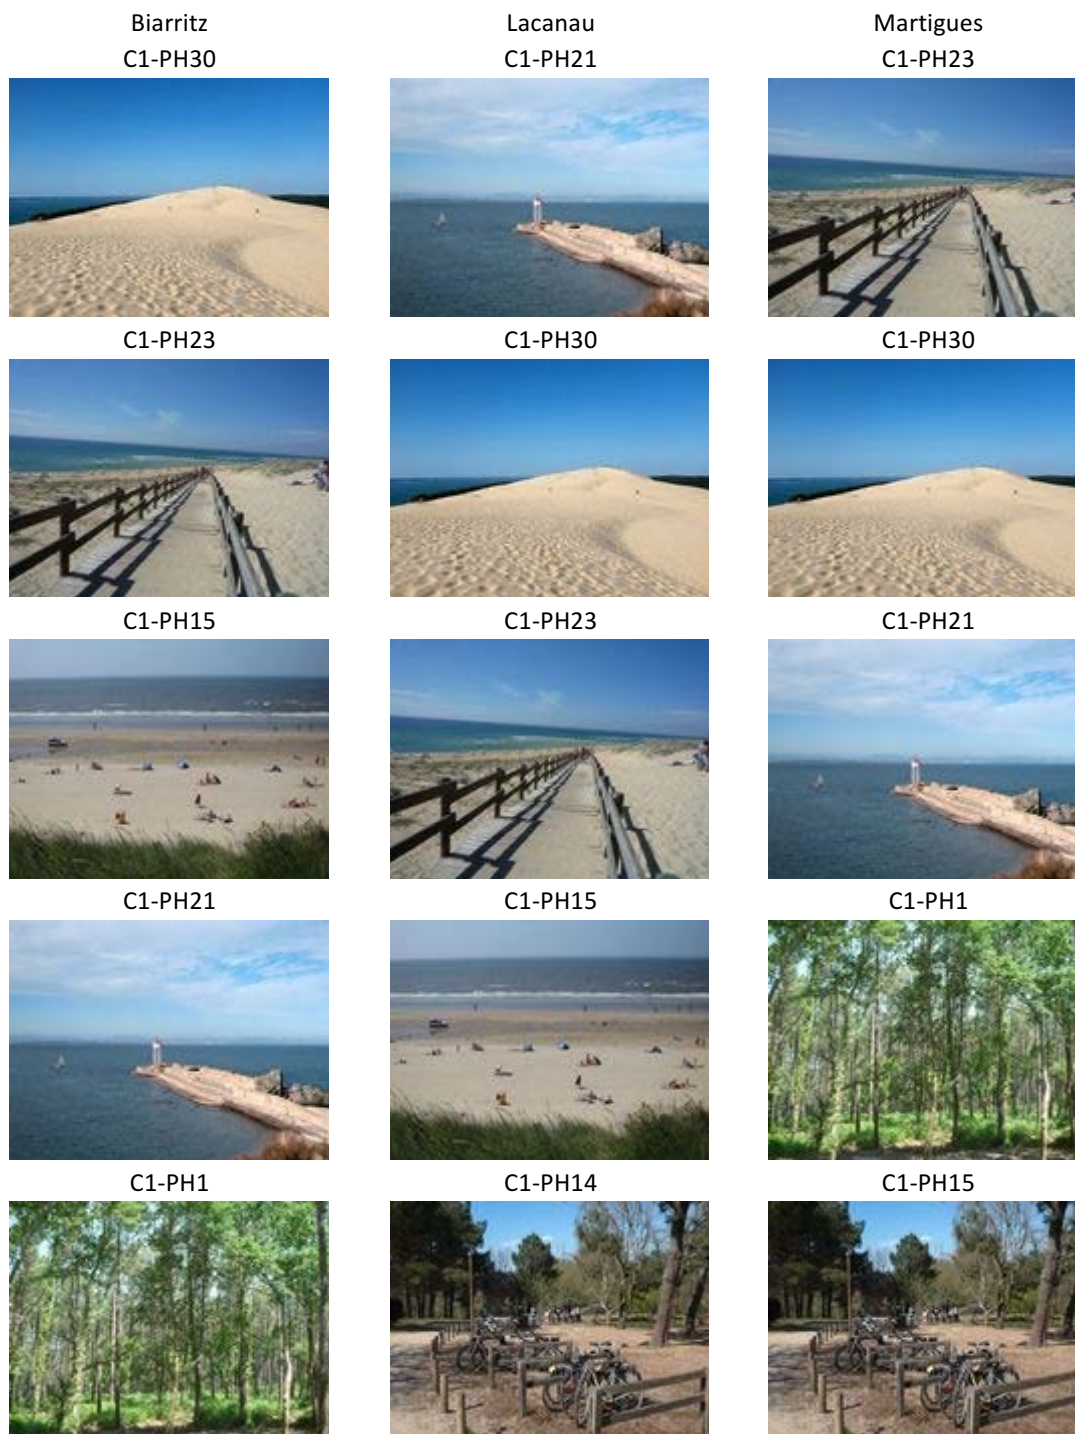 Biarritz Lacanau Martigues
C1-PH30 C1-PH21 C1-PH23
C1-PH23 C1-PH30 C1-PH30
C1-PH15 C1-PH23 C1-PH21
C1-PH21 C1-PH15 C1-PH1
C1-PH1 C1-PH14 C1-PH15